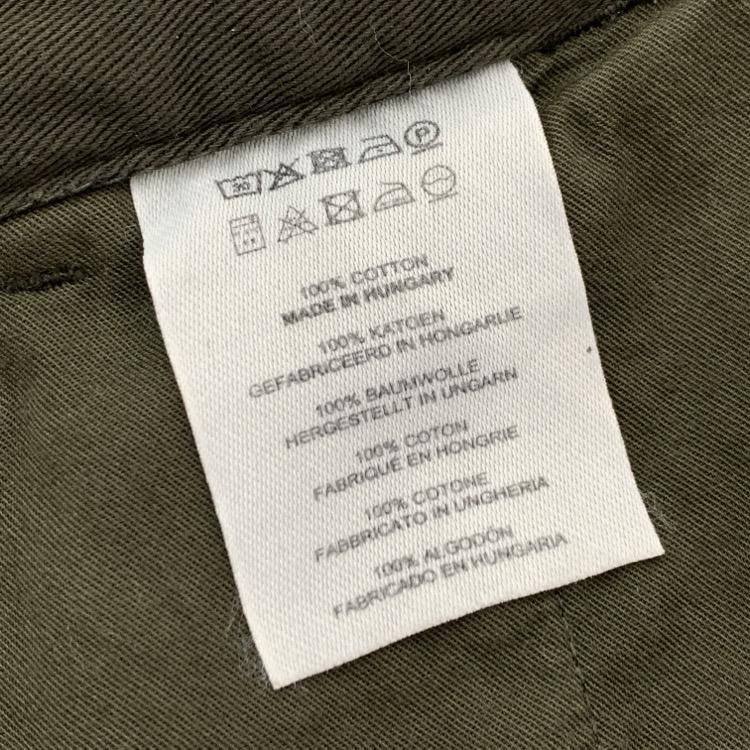 30
P
100% COTTON
MADE IN HUNGARY
100% KATOEN
GEFABRICEERD IN HONGARIJE
100% BAUMWOLLE
HERGESTELLT IN UNGARN
100% COTON
FABRIQUÉ EN HONGRIE
100% COTONE
FABBRICATO IN UNGHERIA
100% ALGODÓN
FABRICADO EN HUNGARIA